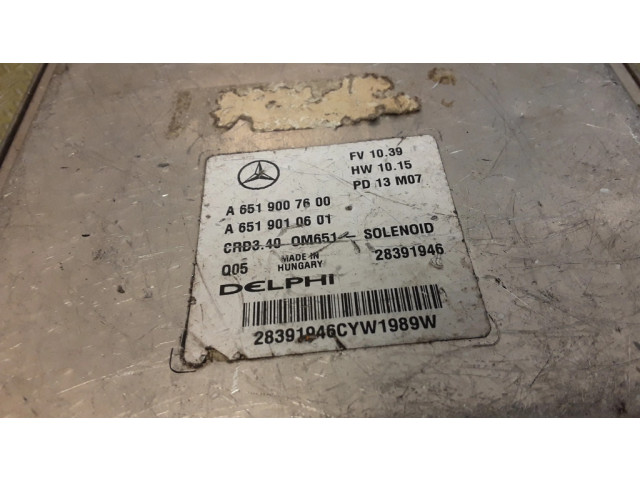 FV 10.39
HW 10.15
PD 13 M07
A 651 900 76 00
A 651 901 06 01
CRD3.40 OM651 - SOLENOID
Q05 MADE IN HUNGARY 28391946
DELPHI
28391946CYW1989W